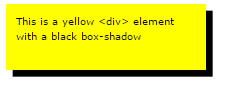 This is a yellow <div> element
with a black box-shadow